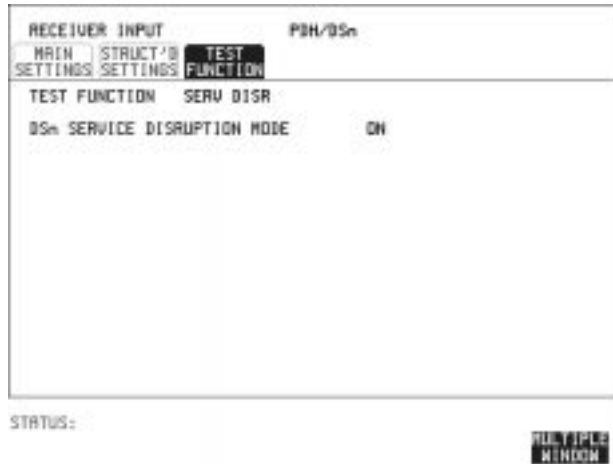 RECEIVER INPUT PDH/DSn
MAIN SETTINGS STRUCT'D SETTINGS TEST FUNCTION
TEST FUNCTION SERV DISR
DSn SERVICE DISRUPTION MODE ON
STATUS:
MULTIPLE
WINDOW